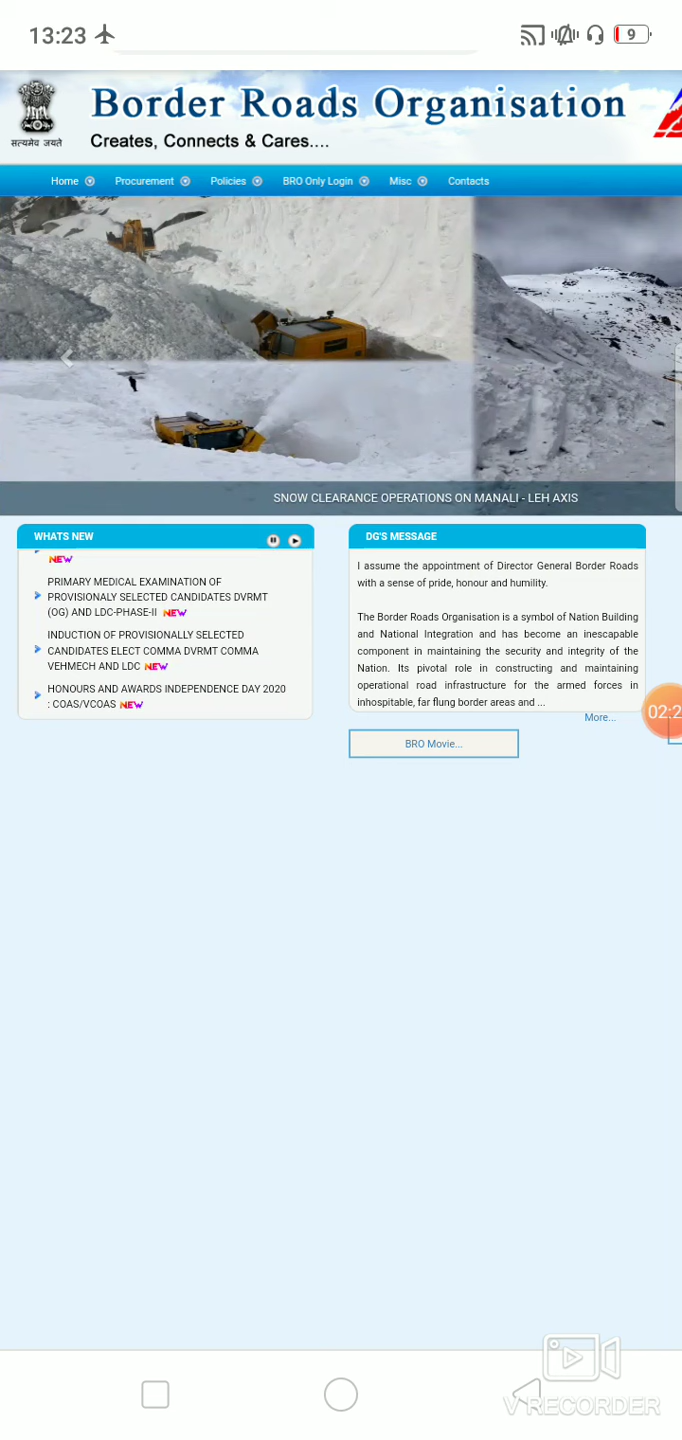 13:23
9
Border Roads Organisation
सत्यमेव जयते
Creates, Connects & Cares....
Home Procurement Policies BRO Only Login Misc Contacts
SNOW CLEARANCE OPERATIONS ON MANALI - LEH AXIS
WHATS NEW
NEW
PRIMARY MEDICAL EXAMINATION OF
PROVISIONALY SELECTED CANDIDATES DVRMT
(OG) AND LDC-PHASE-II NEW
INDUCTION OF PROVISIONALLY SELECTED
CANDIDATES ELECT COMMA DVRMT COMMA
VEHMECH AND LDC NEW
HONOURS AND AWARDS INDEPENDENCE DAY 2020
: COAS/VCOAS NEW
DG'S MESSAGE
I assume the appointment of Director General Border Roads
with a sense of pride, honour and humility.
The Border Roads Organisation is a symbol of Nation Building
and National Integration and has become an inescapable
component in maintaining the security and integrity of the
Nation. Its pivotal role in constructing and maintaining
operational road infrastructure for the armed forces in
inhospitable, far flung border areas and ...
More...
02:2
BRO Movie...
V RECORDER